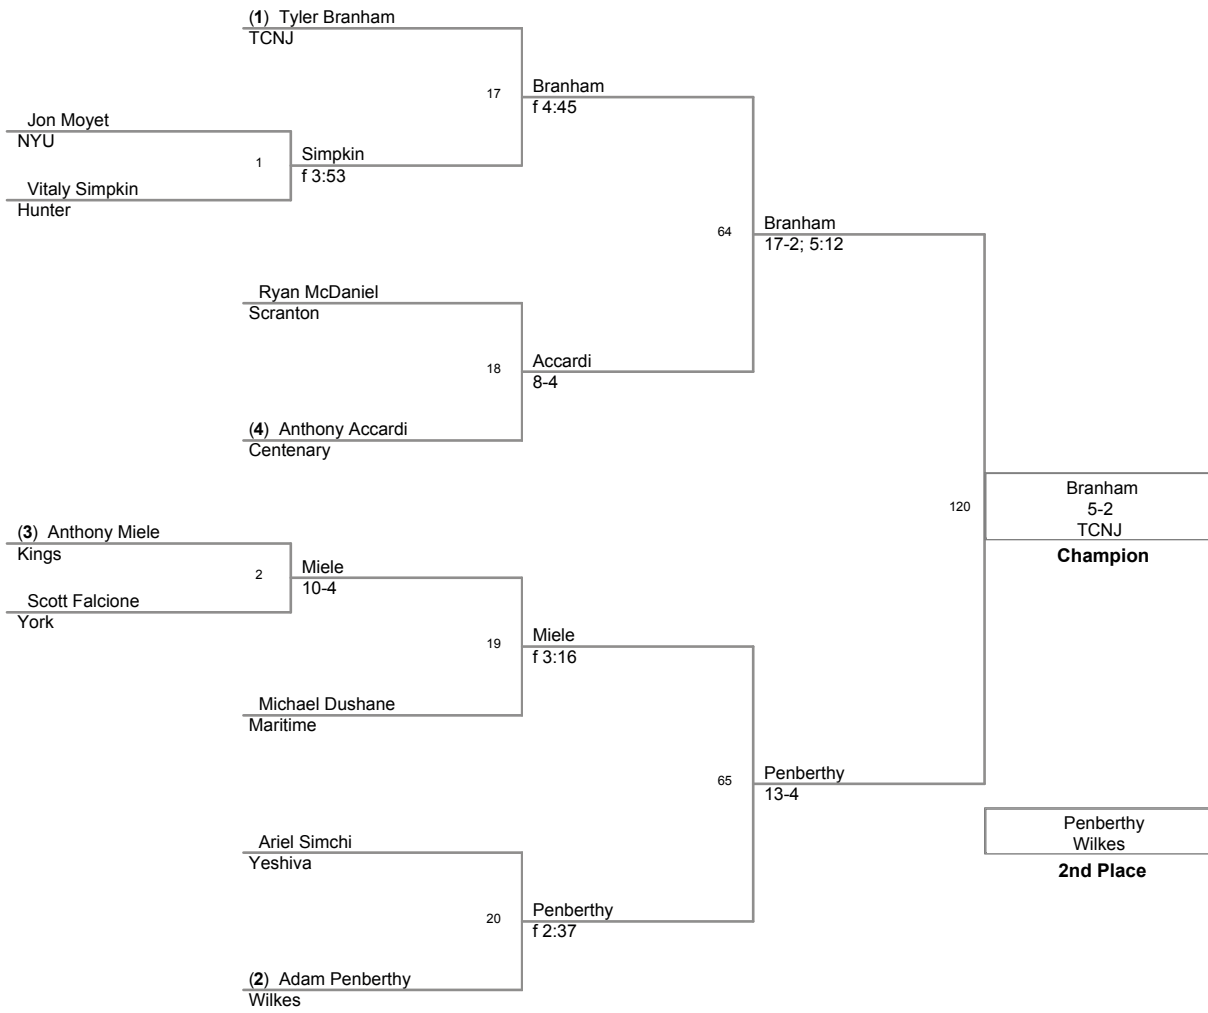 (1) Tyler Branham
TCNJ
17
Branham
f 4:45
Jon Moyet
NYU
1
Simpkin
f 3:53
Vitaly Simpkin
Hunter
64
Branham
17-2; 5:12
Ryan McDaniel
Scranton
18
Accardi
8-4
(4) Anthony Accardi
Centenary
120
Branham
5-2
TCNJ
Champion
(3) Anthony Miele
Kings
2
Miele
10-4
Scott Falcione
York
19
Miele
f 3:16
Michael Dushane
Maritime
65
Penberthy
13-4
Ariel Simchi
Yeshiva
20
Penberthy
f 2:37
(2) Adam Penberthy
Wilkes
Penberthy
Wilkes
2nd Place